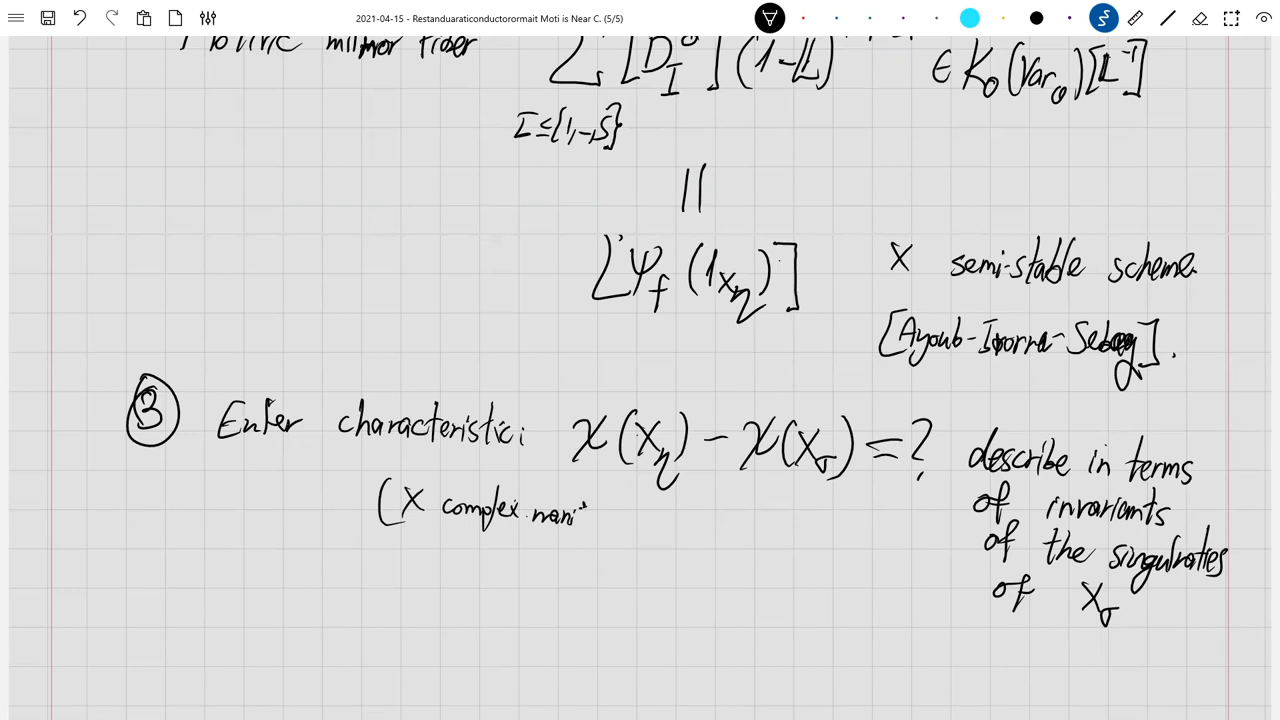 2021-04-15 - Restanduaraticonductorormait Moti is Near C. (5/5)
milnor fiber ∑ [D_I^o] (1-𝕃) ∈ K_0(Var_σ)[𝕃^{-1}]
I⊆{1,-,S}
||
[Ψ_f (1_{X_η})] X semi-stable scheme.
[Ayoub-Ivorra-Sebag].
③ Euler characteristic: χ(X_η) - χ(X_σ) = ? describe in terms
(X complex mani
of invariants
of the singularities
of X_σ